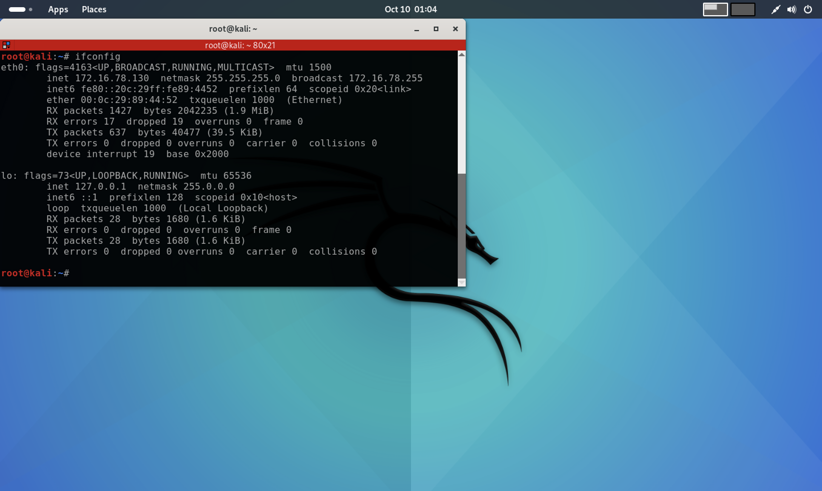 Apps Places Oct 10 01:04
root@kali: ~
root@kali: ~ 80x21
root@kali:~# ifconfig
eth0: flags=4163<UP,BROADCAST,RUNNING,MULTICAST>  mtu 1500
        inet 172.16.78.130  netmask 255.255.255.0  broadcast 172.16.78.255
        inet6 fe80::20c:29ff:fe89:4452  prefixlen 64  scopeid 0x20<link>
        ether 00:0c:29:89:44:52  txqueuelen 1000  (Ethernet)
        RX packets 1427  bytes 2042235 (1.9 MiB)
        RX errors 17  dropped 19  overruns 0  frame 0
        TX packets 637  bytes 40477 (39.5 KiB)
        TX errors 0  dropped 0 overruns 0  carrier 0  collisions 0
        device interrupt 19  base 0x2000

lo: flags=73<UP,LOOPBACK,RUNNING>  mtu 65536
        inet 127.0.0.1  netmask 255.0.0.0
        inet6 ::1  prefixlen 128  scopeid 0x10<host>
        loop  txqueuelen 1000  (Local Loopback)
        RX packets 28  bytes 1680 (1.6 KiB)
        RX errors 0  dropped 0  overruns 0  frame 0
        TX packets 28  bytes 1680 (1.6 KiB)
        TX errors 0  dropped 0 overruns 0  carrier 0  collisions 0

root@kali:~#